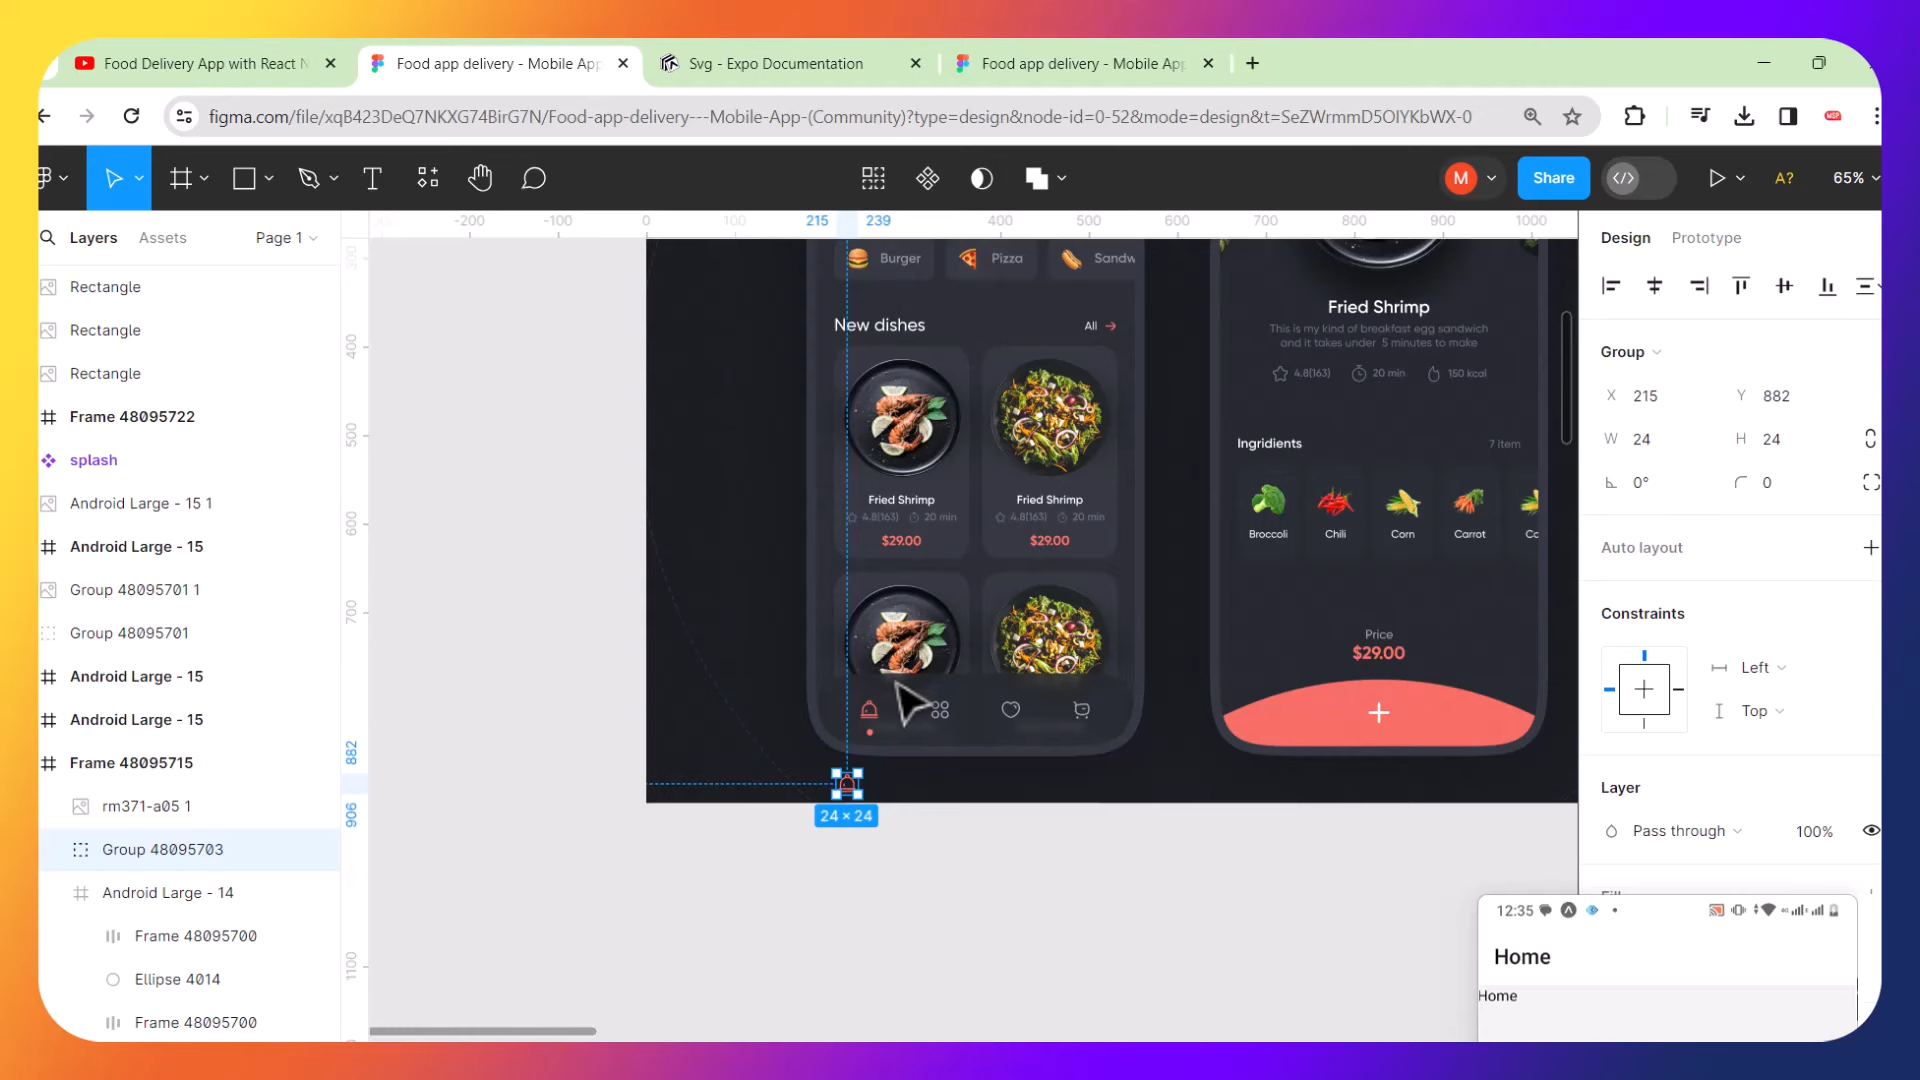 Food Delivery App with React N
Food app delivery - Mobile App
Svg - Expo Documentation
Food app delivery - Mobile App
figma.com/file/xqB423DeQ7NKXG74BirG7N/Food-app-delivery---Mobile-App-(Community)?type=design&node-id=0-52&mode=design&t=SeZWrmmD5OIYKbWX-0
MSP
M
Share
A?
65%
Layers
Assets
Page 1
Rectangle
Rectangle
Rectangle
Frame 48095722
splash
Android Large - 15 1
Android Large - 15
Group 48095701 1
Group 48095701
Android Large - 15
Android Large - 15
Frame 48095715
rm371-a05 1
Group 48095703
Android Large - 14
Frame 48095700
Ellipse 4014
Frame 48095700
-200 -100 0 100 215 239 400 500 600 700 800 900 1000
300
400
500
600
700
882
906
1100
Burger
Pizza
Sandw
New dishes
All
Fried Shrimp
4.8(163)
20 min
$29.00
Fried Shrimp
4.8(163)
20 min
$29.00
24 × 24
Fried Shrimp
This is my kind of breakfast egg sandwich
and it takes under 5 minutes to make
4.8(163)
20 min
150 kcal
Ingridients
7 item
Broccoli
Chili
Corn
Carrot
Co
Price
$29.00
Design
Prototype
Group
X 215
Y 882
W 24
H 24
0°
0
Auto layout
Constraints
Left
Top
Layer
Pass through
100%
12:35
Home
Home